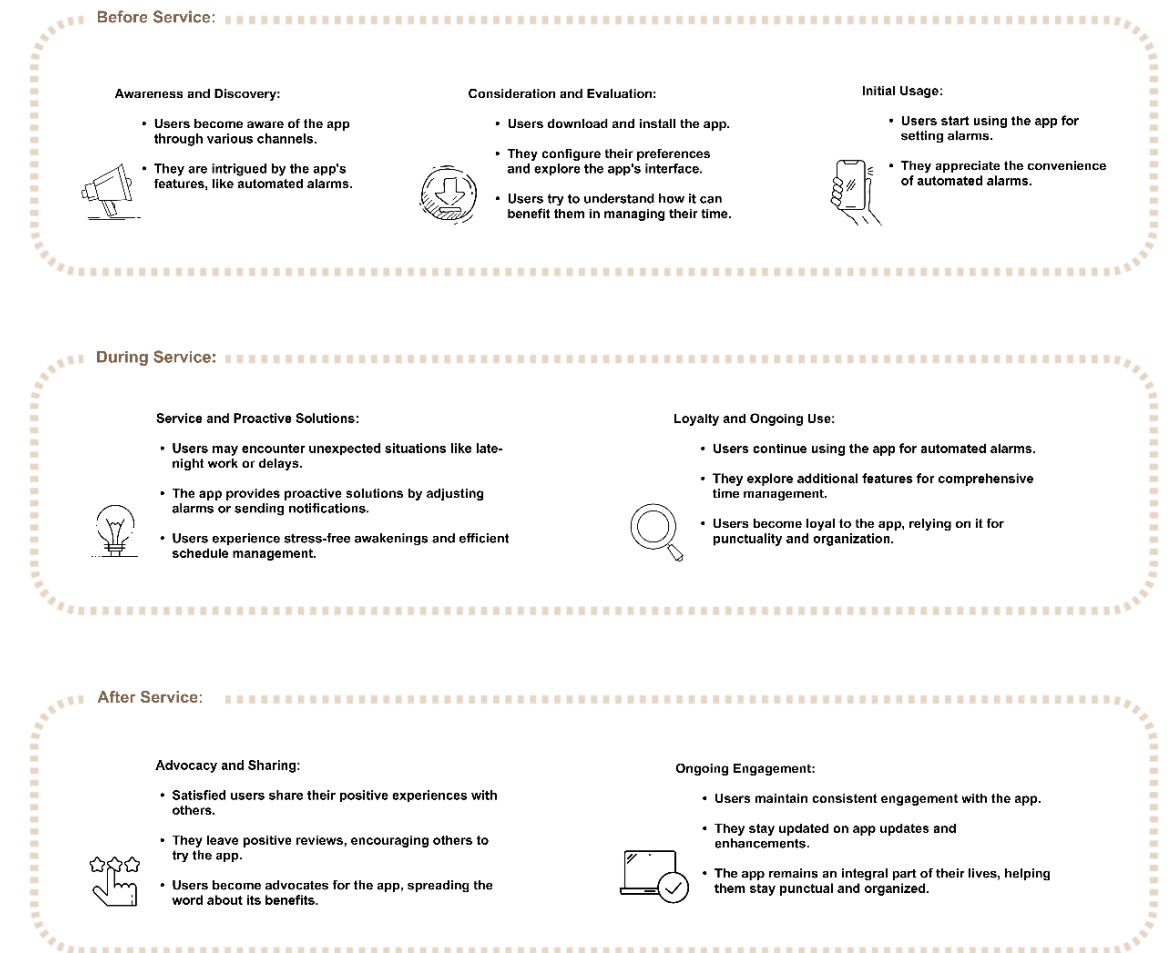 Before Service:
Awareness and Discovery:
• Users become aware of the app
through various channels.
• They are intrigued by the app's
features, like automated alarms.
Consideration and Evaluation:
• Users download and install the app.
• They configure their preferences
and explore the app's interface.
• Users try to understand how it can
benefit them in managing their time.
Initial Usage:
• Users start using the app for
setting alarms.
• They appreciate the convenience
of automated alarms.
During Service:
Service and Proactive Solutions:
• Users may encounter unexpected situations like late-
night work or delays.
• The app provides proactive solutions by adjusting
alarms or sending notifications.
• Users experience stress-free awakenings and efficient
schedule management.
Loyalty and Ongoing Use:
• Users continue using the app for automated alarms.
• They explore additional features for comprehensive
time management.
• Users become loyal to the app, relying on it for
punctuality and organization.
After Service:
Advocacy and Sharing:
• Satisfied users share their positive experiences with
others.
• They leave positive reviews, encouraging others to
try the app.
• Users become advocates for the app, spreading the
word about its benefits.
Ongoing Engagement:
• Users maintain consistent engagement with the app.
• They stay updated on app updates and
enhancements.
• The app remains an integral part of their lives, helping
them stay punctual and organized.